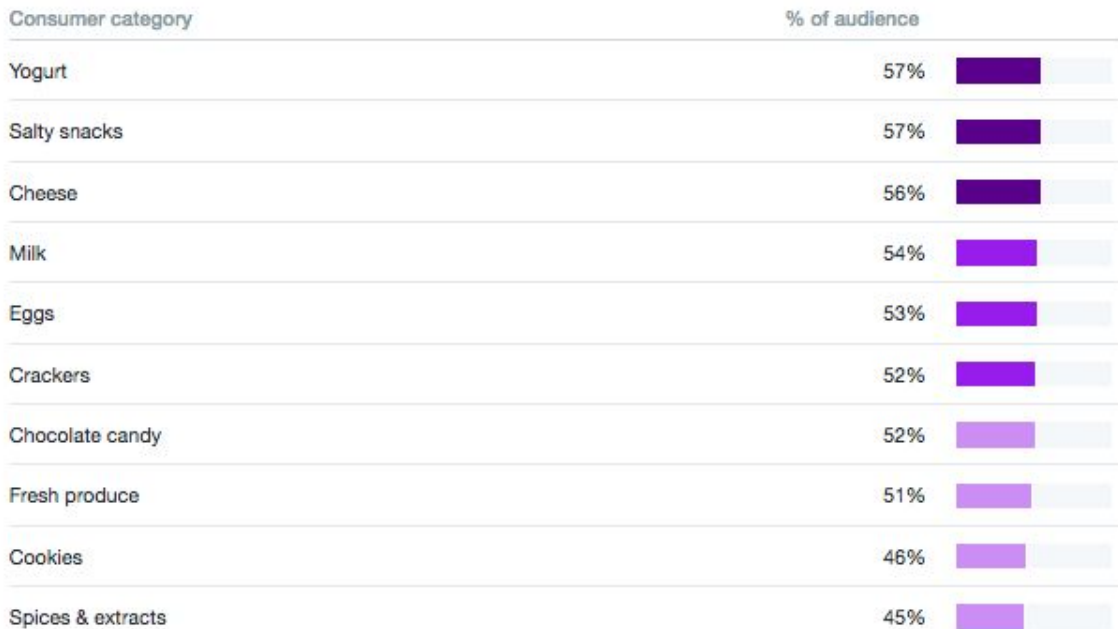 Consumer category % of audience
Yogurt 57%
Salty snacks 57%
Cheese 56%
Milk 54%
Eggs 53%
Crackers 52%
Chocolate candy 52%
Fresh produce 51%
Cookies 46%
Spices & extracts 45%